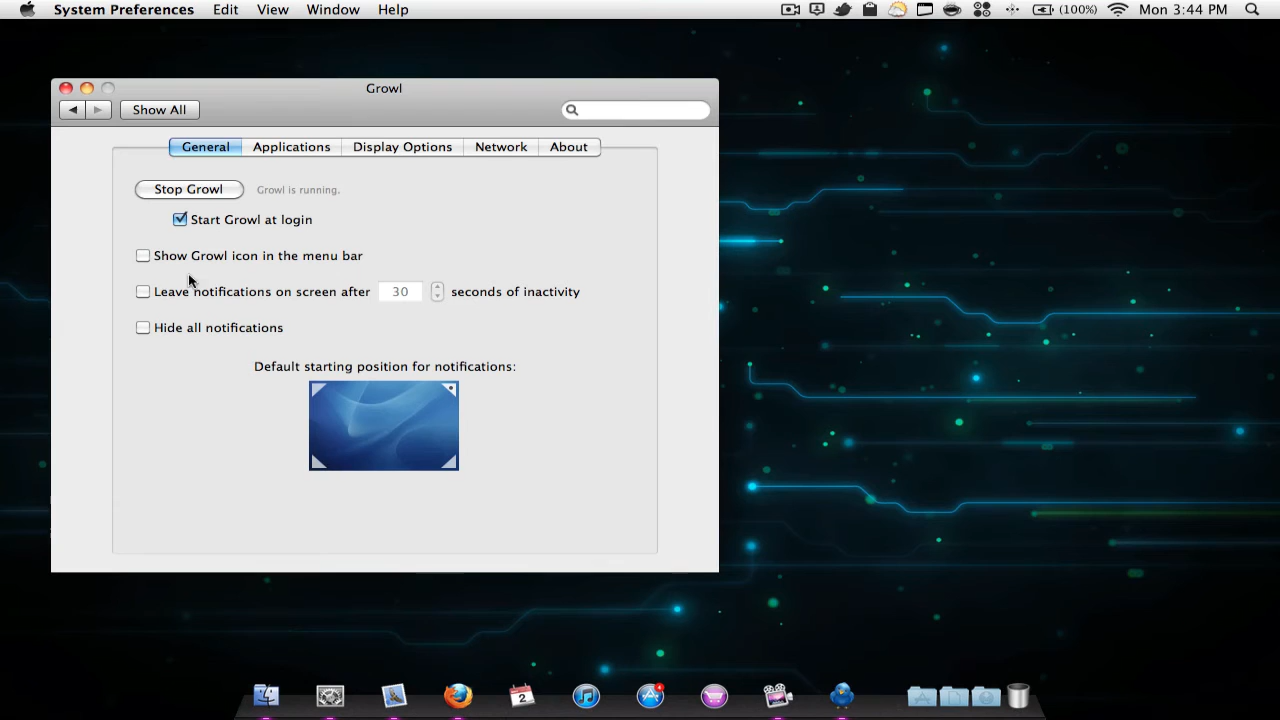 System Preferences Edit View Window Help (100%) Mon 3:44 PM
Growl
Show All
General Applications Display Options Network About
Stop Growl Growl is running.
Start Growl at login
Show Growl icon in the menu bar
Leave notifications on screen after 30 seconds of inactivity
Hide all notifications
Default starting position for notifications:
2